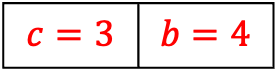 c = 3 b = 4